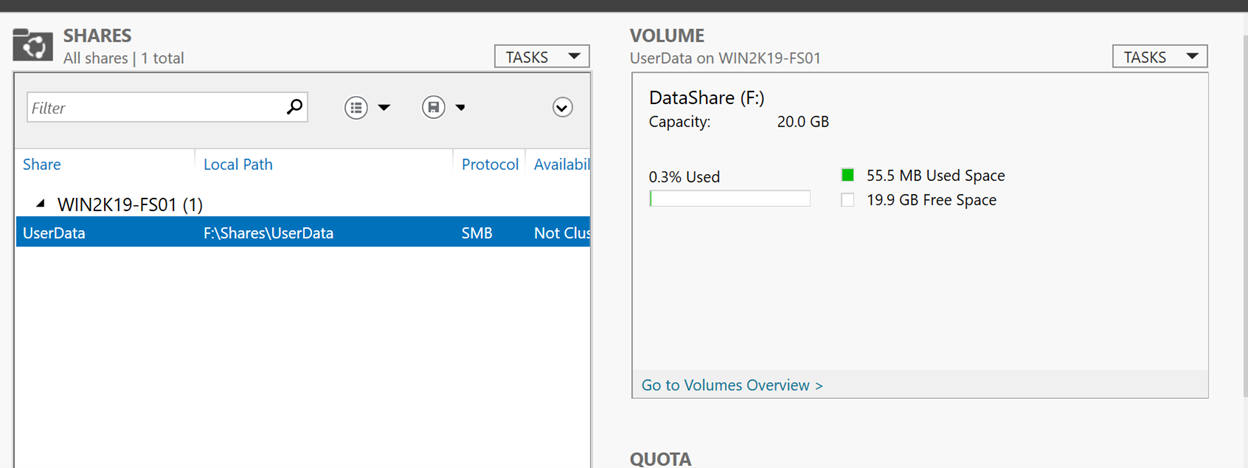 SHARES
All shares | 1 total
TASKS
Filter
Share Local Path Protocol Availabil
WIN2K19-FS01 (1)
UserData F:\Shares\UserData SMB Not Clus
VOLUME
UserData on WIN2K19-FS01
TASKS
DataShare (F:)
Capacity: 20.0 GB
0.3% Used
55.5 MB Used Space
19.9 GB Free Space
Go to Volumes Overview >
QUOTA